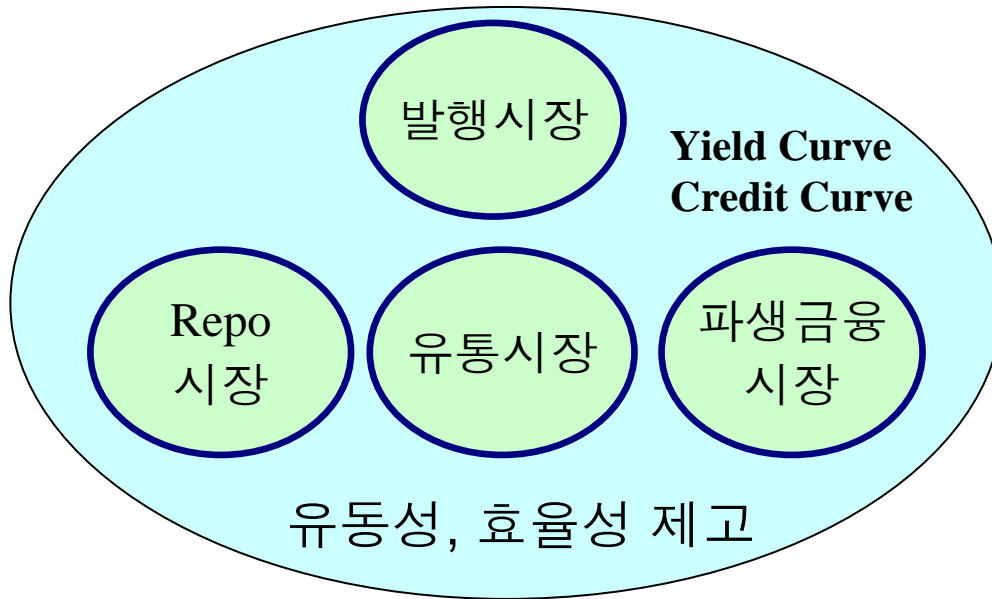 발행시장
Yield Curve
Credit Curve
Repo
시장
유통시장
파생금융
시장
유동성, 효율성 제고